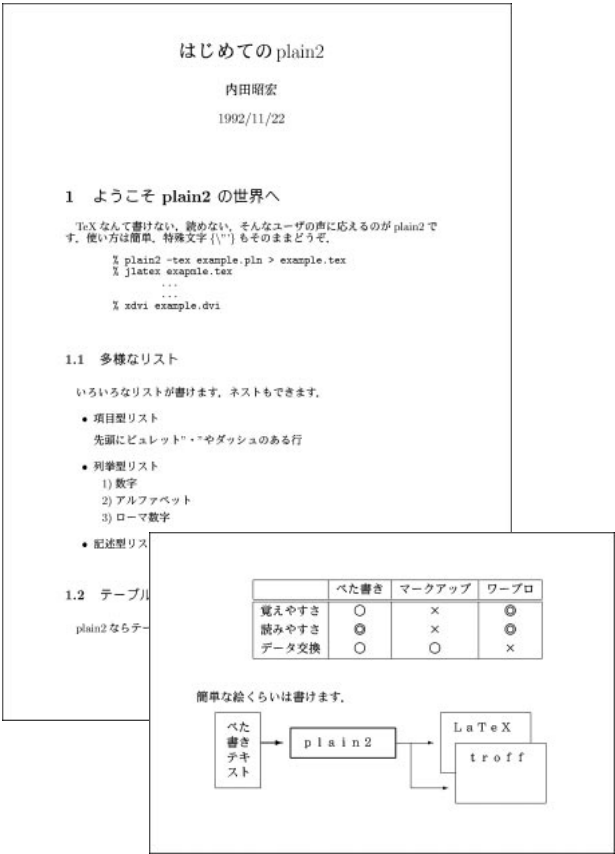 はじめての plain2
内田昭宏
1992/11/22
1 ようこそ plain2 の世界へ
TeX なんて書けない，読めない，そんなユーザの声に応えるのが plain2 で
す．使い方は簡単，特殊文字 {\"'} もそのままどうぞ．
% plain2 -tex example.pln > example.tex
% jlatex exapmle.tex
...
...
% xdvi example.dvi
1.1 多様なリスト
いろいろなリストが書けます．ネストもできます．
• 項目型リスト
先頭にビュレット"・"やダッシュのある行
• 列挙型リスト
1) 数字
2) アルファベット
3) ローマ数字
• 記述型リス
1.2 テーブル
plain2 ならテー
べた書き マークアップ ワープロ
覚えやすさ ○ × ◎
読みやすさ ◎ × ◎
データ交換 ○ ○ ×
簡単な絵くらいは書けます．
べた
書き
テキ
スト
plain2
LaTeX
troff